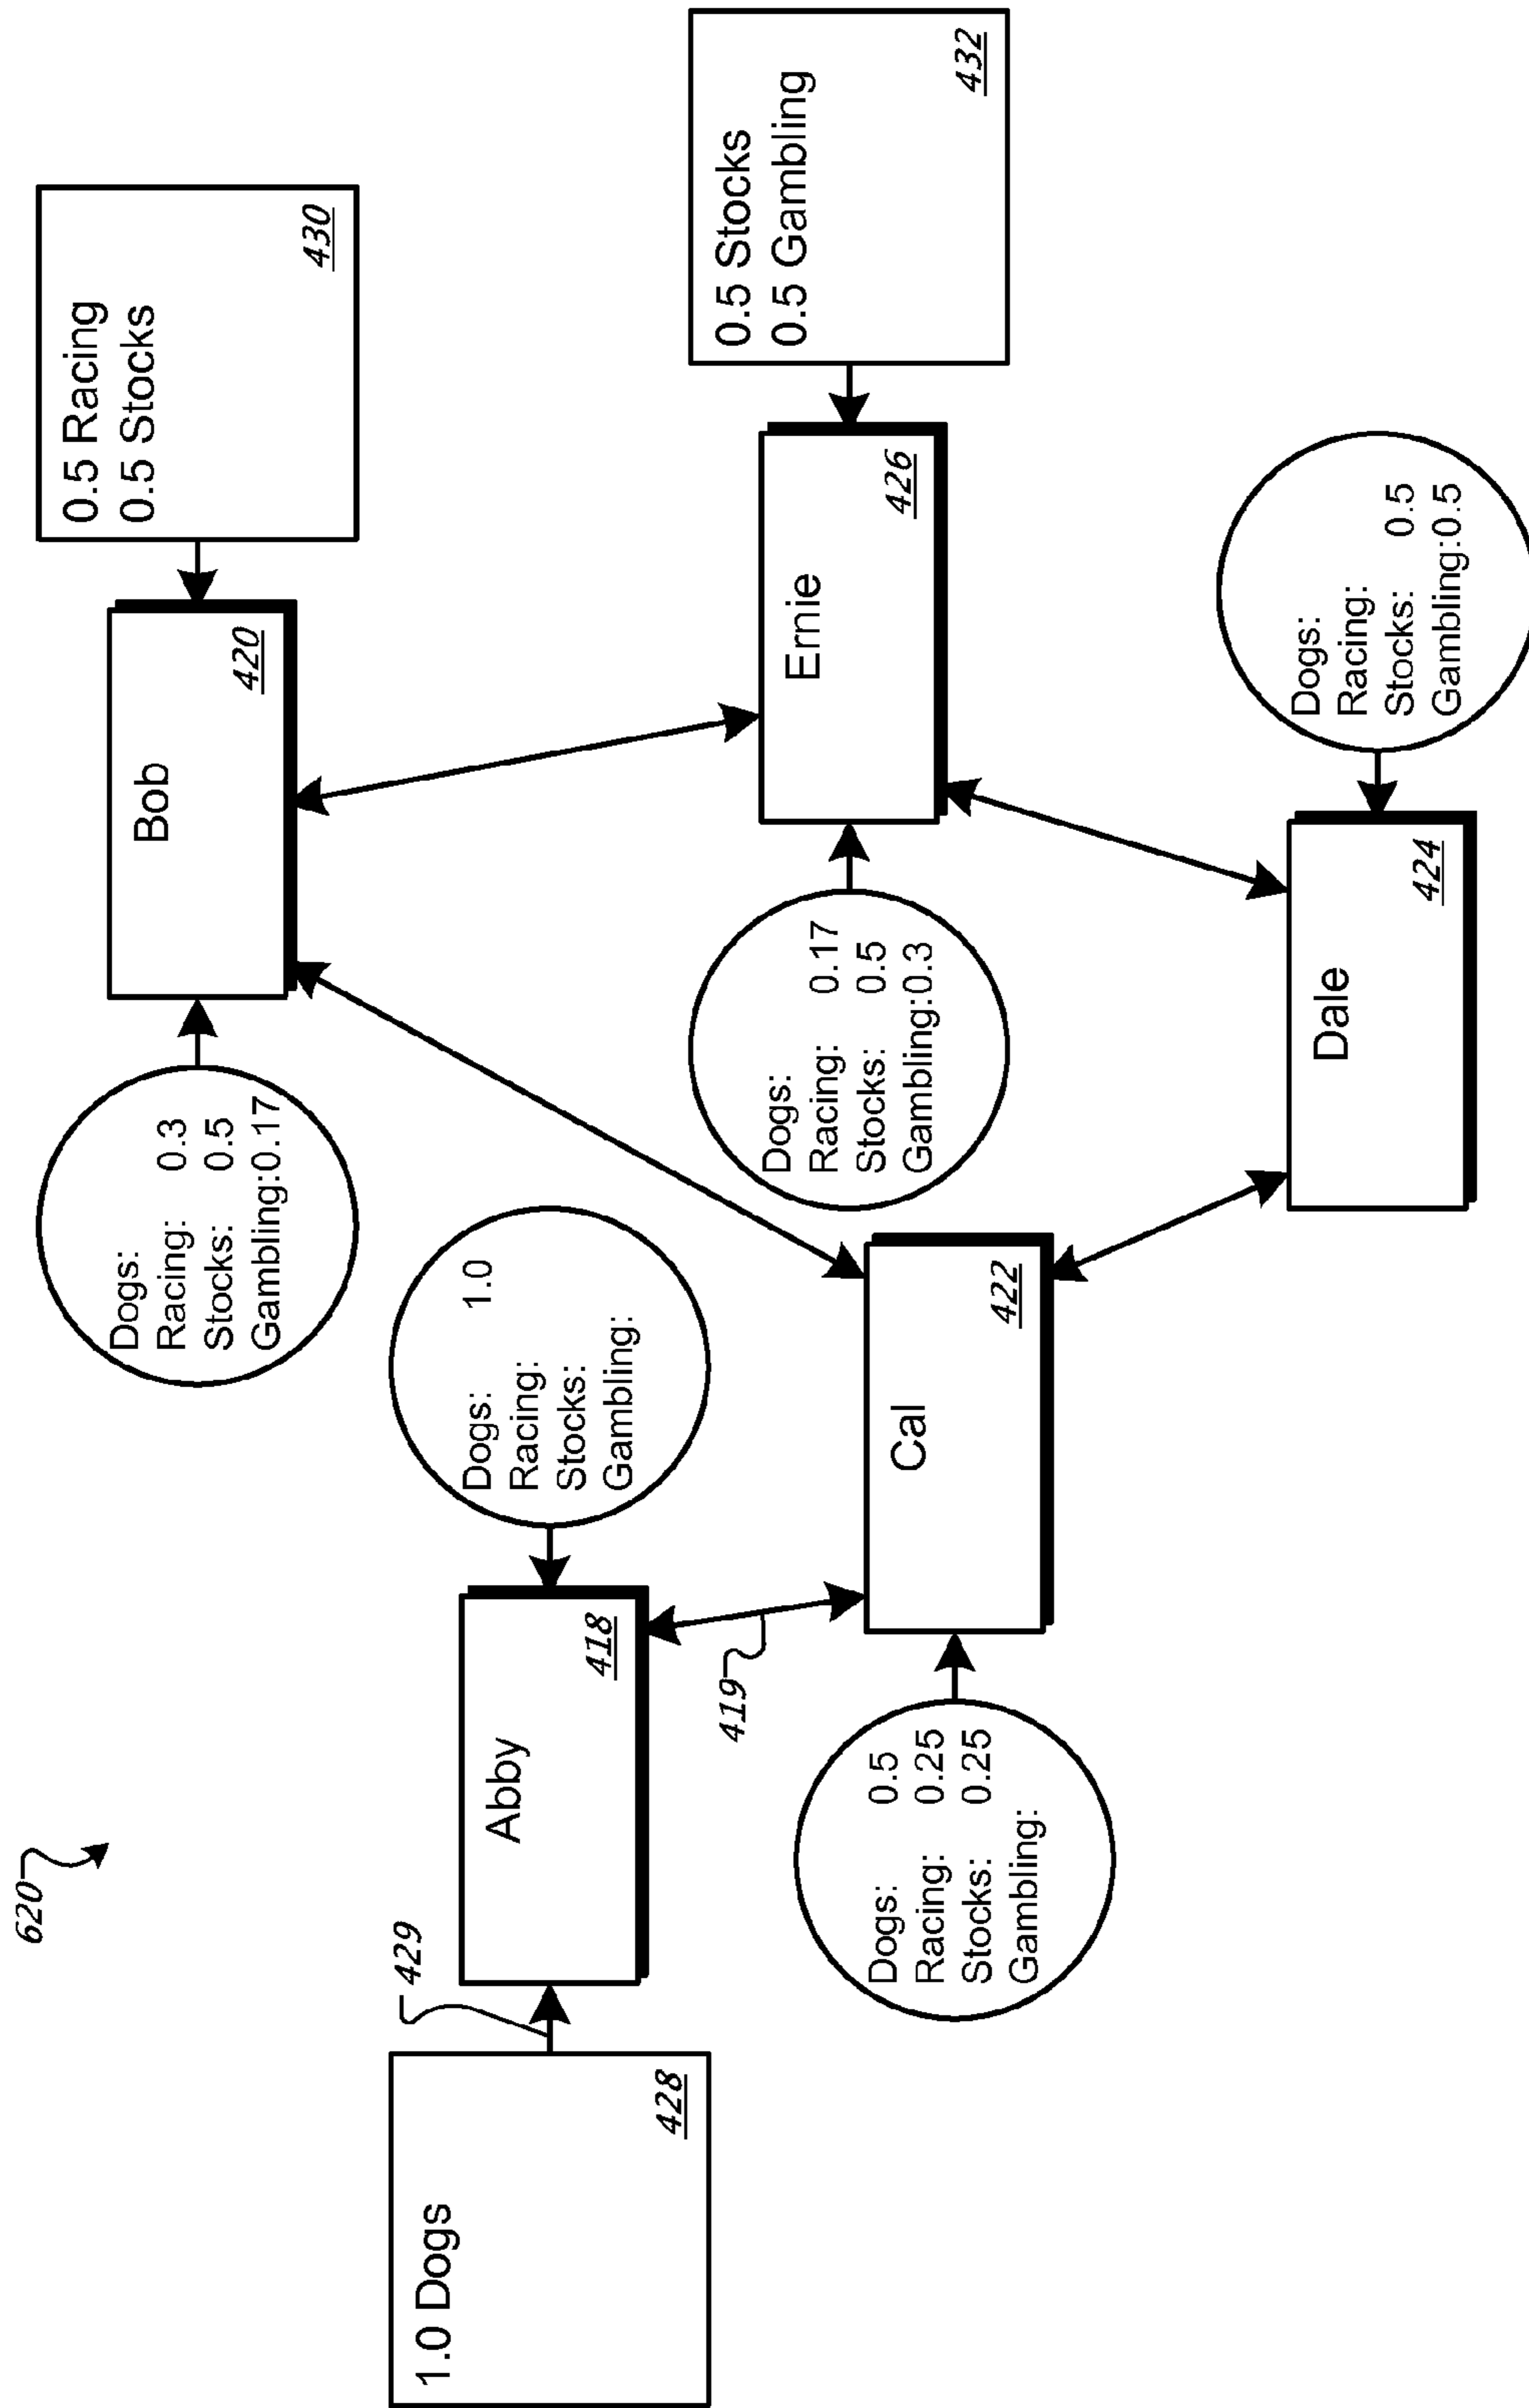 620
0.5 Racing
0.5 Stocks
430
Bob
420
Dogs:
Racing: 0.3
Stocks: 0.5
Gambling:0.17
1.0 Dogs
428
429
Abby
418
Dogs: 1.0
Racing:
Stocks:
Gambling:
419
Dogs:
Racing: 0.17
Stocks: 0.5
Gambling:0.3
Ernie
426
0.5 Stocks
0.5 Gambling
432
Dogs: 0.5
Racing: 0.25
Stocks: 0.25
Gambling:
Cal
422
Dale
424
Dogs:
Racing:
Stocks: 0.5
Gambling:0.5